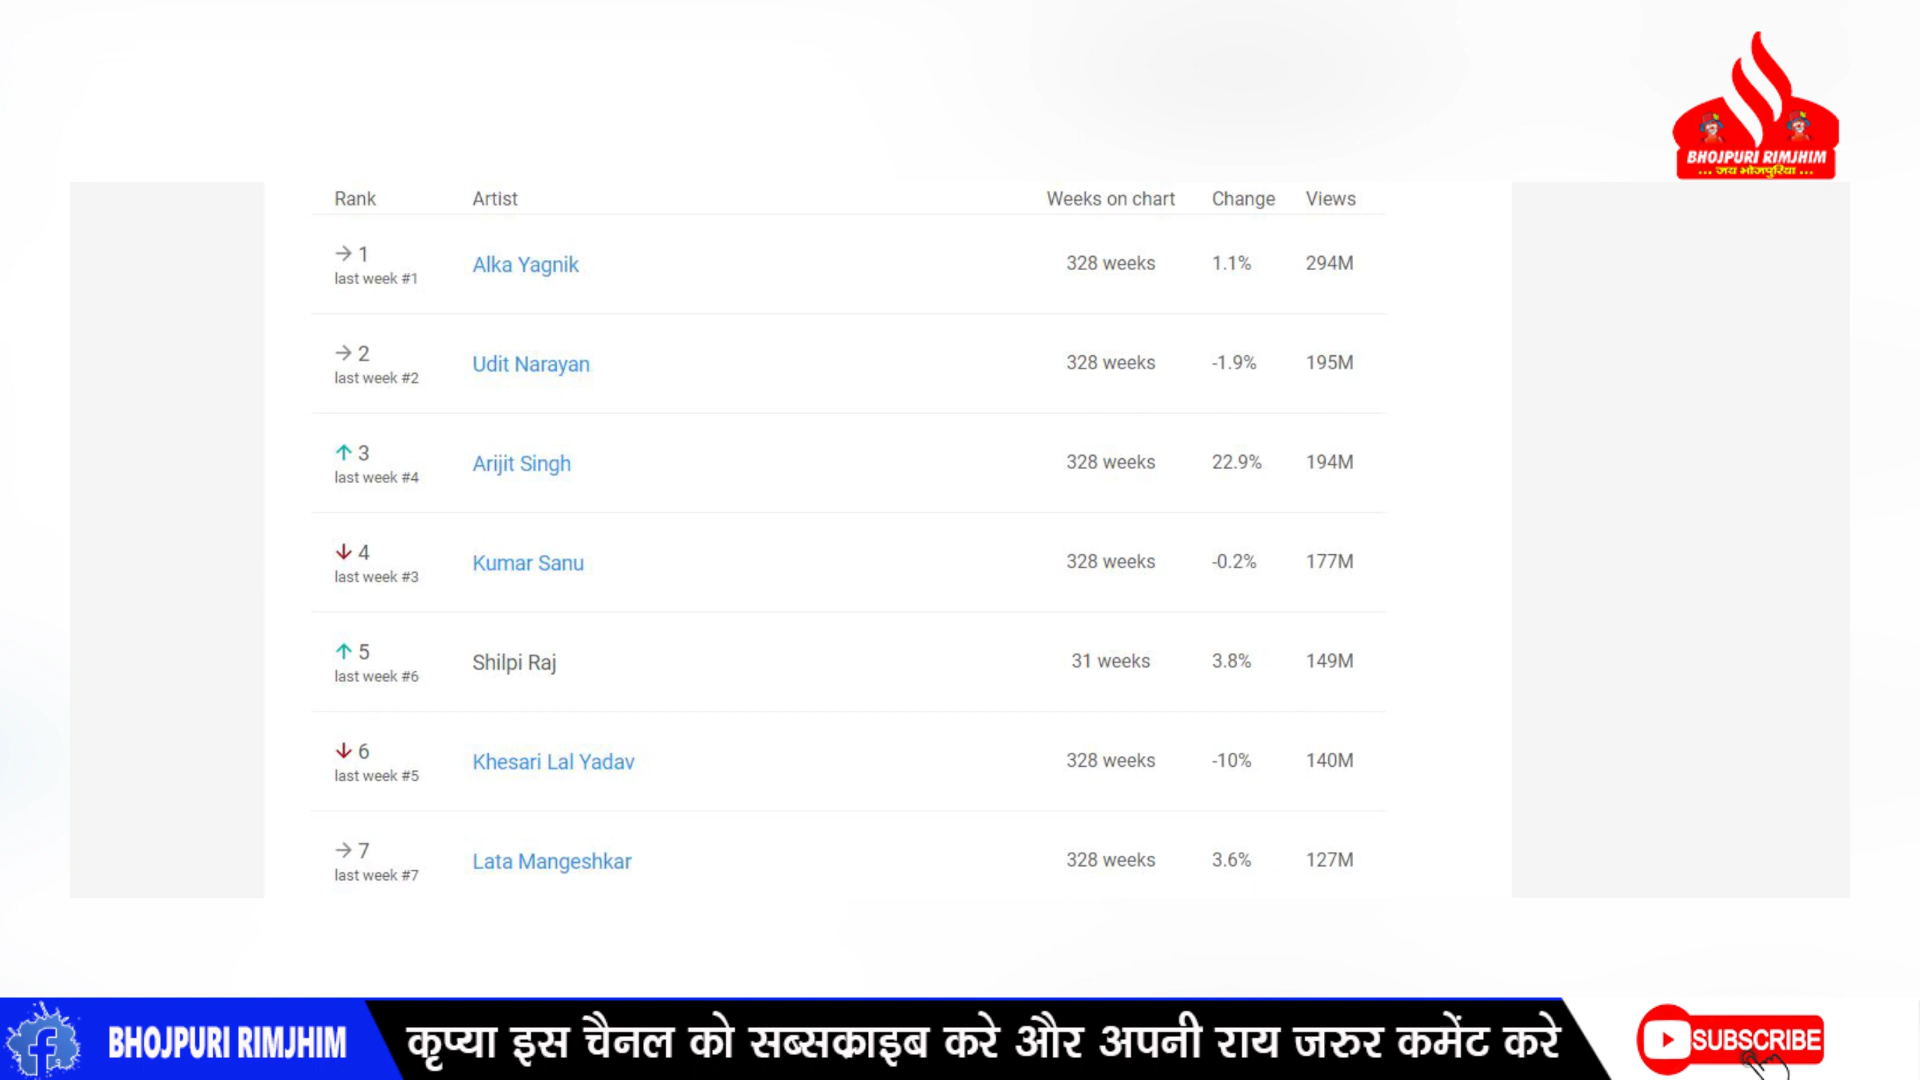 BHOJPURI RIMJHIM
... जय भोजपुरिया ...
Rank Artist Weeks on chart Change Views
→ 1 Alka Yagnik 328 weeks 1.1% 294M
last week #1
→ 2 Udit Narayan 328 weeks -1.9% 195M
last week #2
↑ 3 Arijit Singh 328 weeks 22.9% 194M
last week #4
↓ 4 Kumar Sanu 328 weeks -0.2% 177M
last week #3
↑ 5 Shilpi Raj 31 weeks 3.8% 149M
last week #6
↓ 6 Khesari Lal Yadav 328 weeks -10% 140M
last week #5
→ 7 Lata Mangeshkar 328 weeks 3.6% 127M
last week #7
BHOJPURI RIMJHIM कृप्या इस चैनल को सब्सक्राइब करे और अपनी राय जरुर कमेंट करे SUBSCRIBE